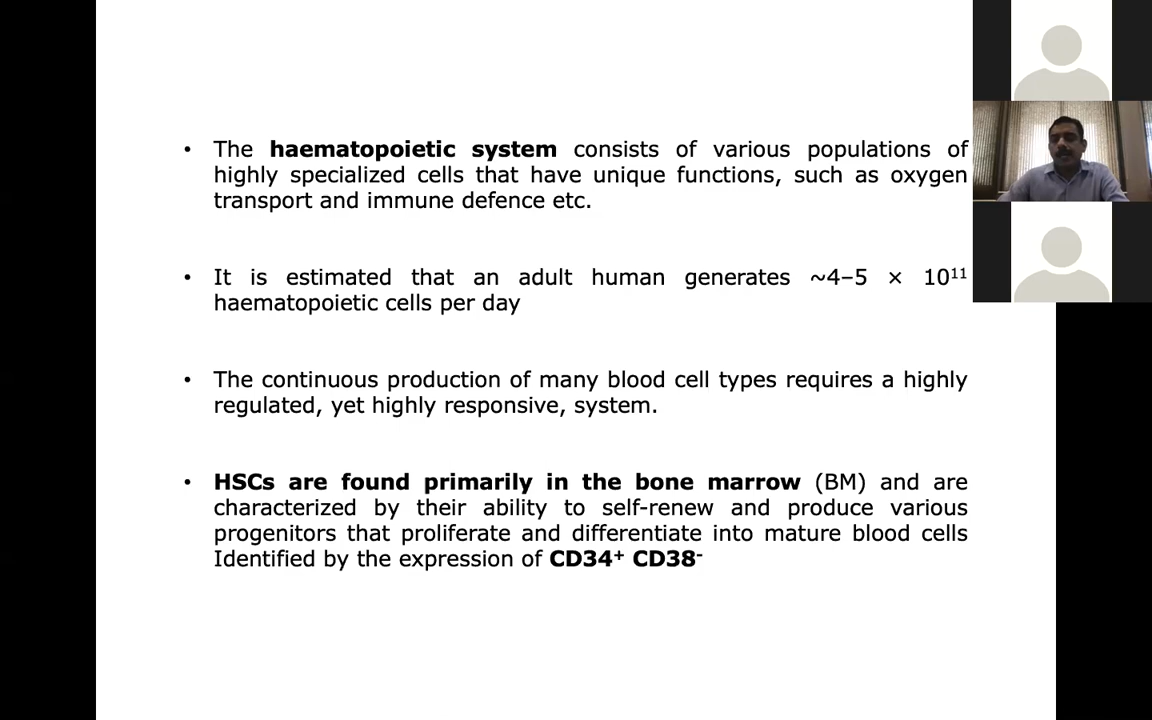 • The haematopoietic system consists of various populations of
highly specialized cells that have unique functions, such as oxygen
transport and immune defence etc.
• It is estimated that an adult human generates ~4–5 × 10¹¹
haematopoietic cells per day
• The continuous production of many blood cell types requires a highly
regulated, yet highly responsive, system.
• HSCs are found primarily in the bone marrow (BM) and are
characterized by their ability to self-renew and produce various
progenitors that proliferate and differentiate into mature blood cells
Identified by the expression of CD34⁺ CD38⁻